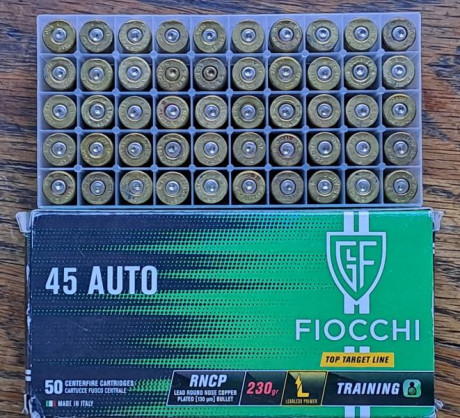 45 AUTO
GF
FIOCCHI
TOP TARGET LINE
50 CENTERFIRE CARTRIDGES
CARTUCCE FUOCO CENTRALE
MADE IN ITALY
RNCP
LEAD ROUND NOSE COPPER
PLATED [130 µm] BULLET
230gr
L
LEADLESS PRIMER
TRAINING